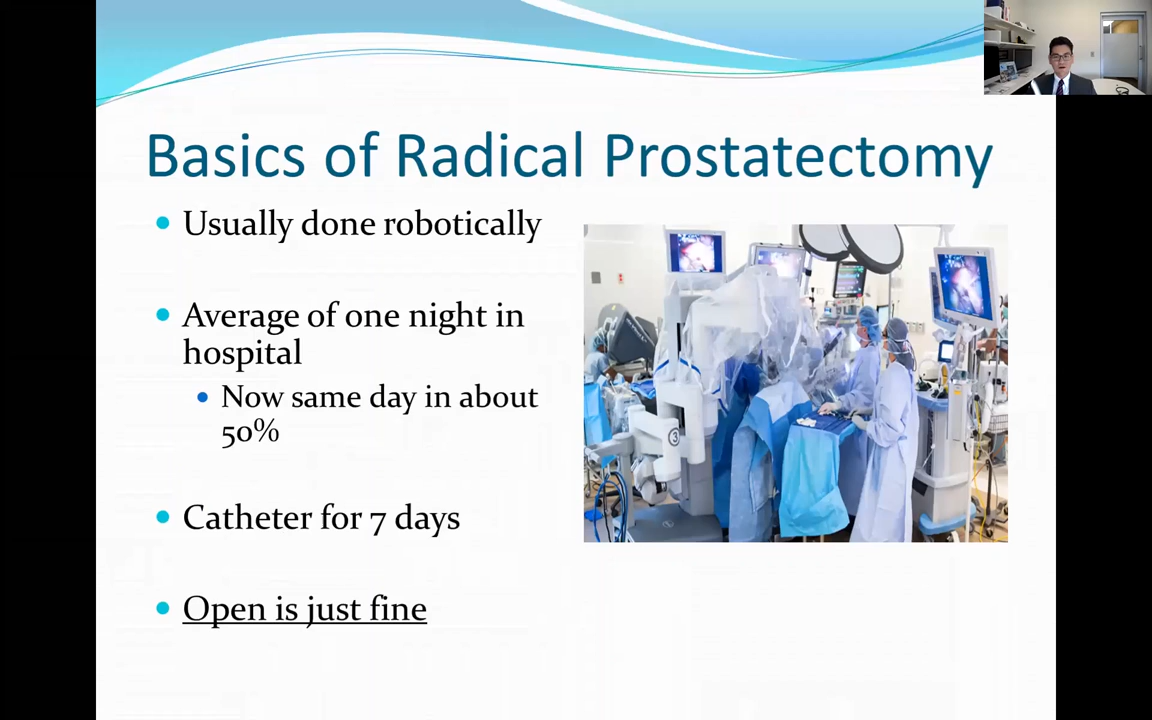 Basics of Radical Prostatectomy
Usually done robotically
Average of one night in
hospital
Now same day in about
50%
Catheter for 7 days
Open is just fine
3